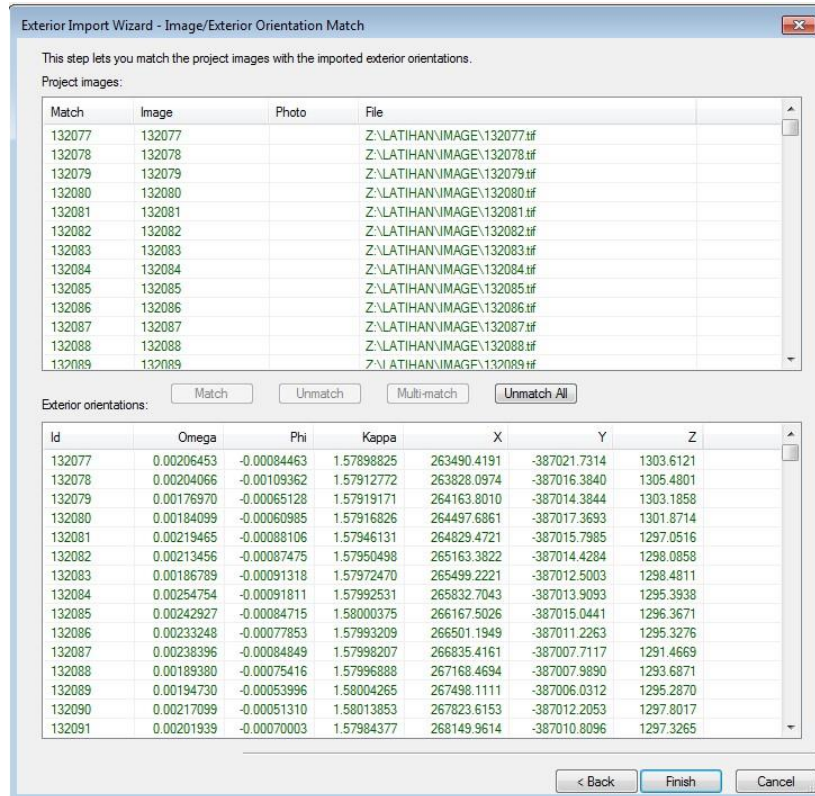 Exterior Import Wizard - Image/Exterior Orientation Match
This step lets you match the project images with the imported exterior orientations.
Project images:
Match Image Photo File
132077 132077 Z:\LATIHAN\IMAGE\132077.tif
132078 132078 Z:\LATIHAN\IMAGE\132078.tif
132079 132079 Z:\LATIHAN\IMAGE\132079.tif
132080 132080 Z:\LATIHAN\IMAGE\132080.tif
132081 132081 Z:\LATIHAN\IMAGE\132081.tif
132082 132082 Z:\LATIHAN\IMAGE\132082.tif
132083 132083 Z:\LATIHAN\IMAGE\132083.tif
132084 132084 Z:\LATIHAN\IMAGE\132084.tif
132085 132085 Z:\LATIHAN\IMAGE\132085.tif
132086 132086 Z:\LATIHAN\IMAGE\132086.tif
132087 132087 Z:\LATIHAN\IMAGE\132087.tif
132088 132088 Z:\LATIHAN\IMAGE\132088.tif
132089 132089 Z:\LATIHAN\IMAGE\132089.tif
Match Unmatch Multi-match Unmatch All
Exterior orientations:
Id Omega Phi Kappa X Y Z
132077 0.00206453 -0.00084463 1.57898825 263490.4191 -387021.7314 1303.6121
132078 0.00204066 -0.00109362 1.57912772 263828.0974 -387016.3840 1305.4801
132079 0.00176970 -0.00065128 1.57919171 264163.8010 -387014.3844 1303.1858
132080 0.00184099 -0.00060985 1.57916826 264497.6861 -387017.3693 1301.8714
132081 0.00219465 -0.00088106 1.57946131 264829.4721 -387015.7985 1297.0516
132082 0.00213456 -0.00087475 1.57950498 265163.3822 -387014.4284 1298.0858
132083 0.00186789 -0.00091318 1.57972470 265499.2221 -387012.5003 1298.4811
132084 0.00254754 -0.00091811 1.57992531 265832.7043 -387013.9093 1295.3938
132085 0.00242927 -0.00084715 1.58000375 266167.5026 -387015.0441 1296.3671
132086 0.00233248 -0.00077853 1.57993209 266501.1949 -387011.2263 1295.3276
132087 0.00238396 -0.00084849 1.57998207 266835.4161 -387007.7117 1291.4669
132088 0.00189380 -0.00075416 1.57996888 267168.4694 -387007.9890 1293.6871
132089 0.00194730 -0.00053996 1.58004265 267498.1111 -387006.0312 1295.2870
132090 0.00217099 -0.00051310 1.58013853 267823.6153 -387012.2053 1297.8017
132091 0.00201939 -0.00070003 1.57984377 268149.9614 -387010.8096 1297.3265
< Back Finish Cancel